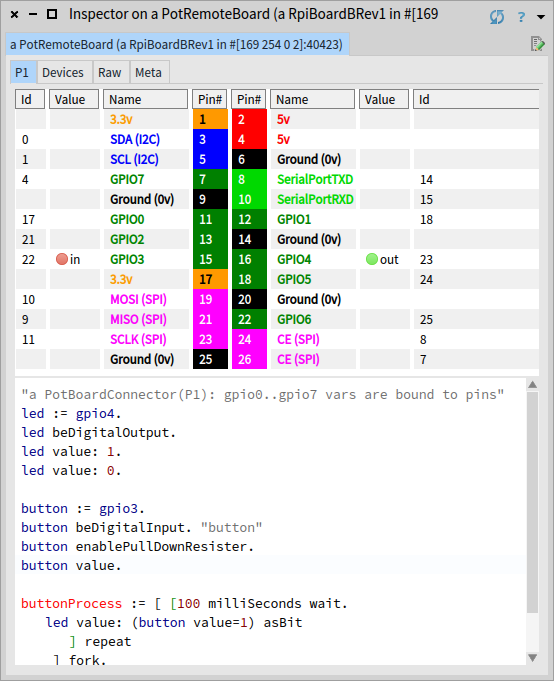 Inspector on a PotRemoteBoard (a RpiBoardBRev1 in #[169
a PotRemoteBoard (a RpiBoardBRev1 in #[169 254 0 2]:40423)
P1 Devices Raw Meta
Id Value Name Pin# Pin# Name Value Id
3.3v 1 2 5v
0 SDA (I2C) 3 4 5v
1 SCL (I2C) 5 6 Ground (0v)
4 GPIO7 7 8 SerialPortTXD 14
Ground (0v) 9 10 SerialPortRXD 15
17 GPIO0 11 12 GPIO1 18
21 GPIO2 13 14 Ground (0v)
22 in GPIO3 15 16 GPIO4 out 23
3.3v 17 18 GPIO5 24
10 MOSI (SPI) 19 20 Ground (0v)
9 MISO (SPI) 21 22 GPIO6 25
11 SCLK (SPI) 23 24 CE (SPI) 8
Ground (0v) 25 26 CE (SPI) 7
"a PotBoardConnector(P1): gpio0..gpio7 vars are bound to pins"
led := gpio4.
led beDigitalOutput.
led value: 1.
led value: 0.
button := gpio3.
button beDigitalInput. "button"
button enablePullDownResister.
button value.
buttonProcess := [ [100 milliSeconds wait.
led value: (button value=1) asBit
] repeat
] fork.